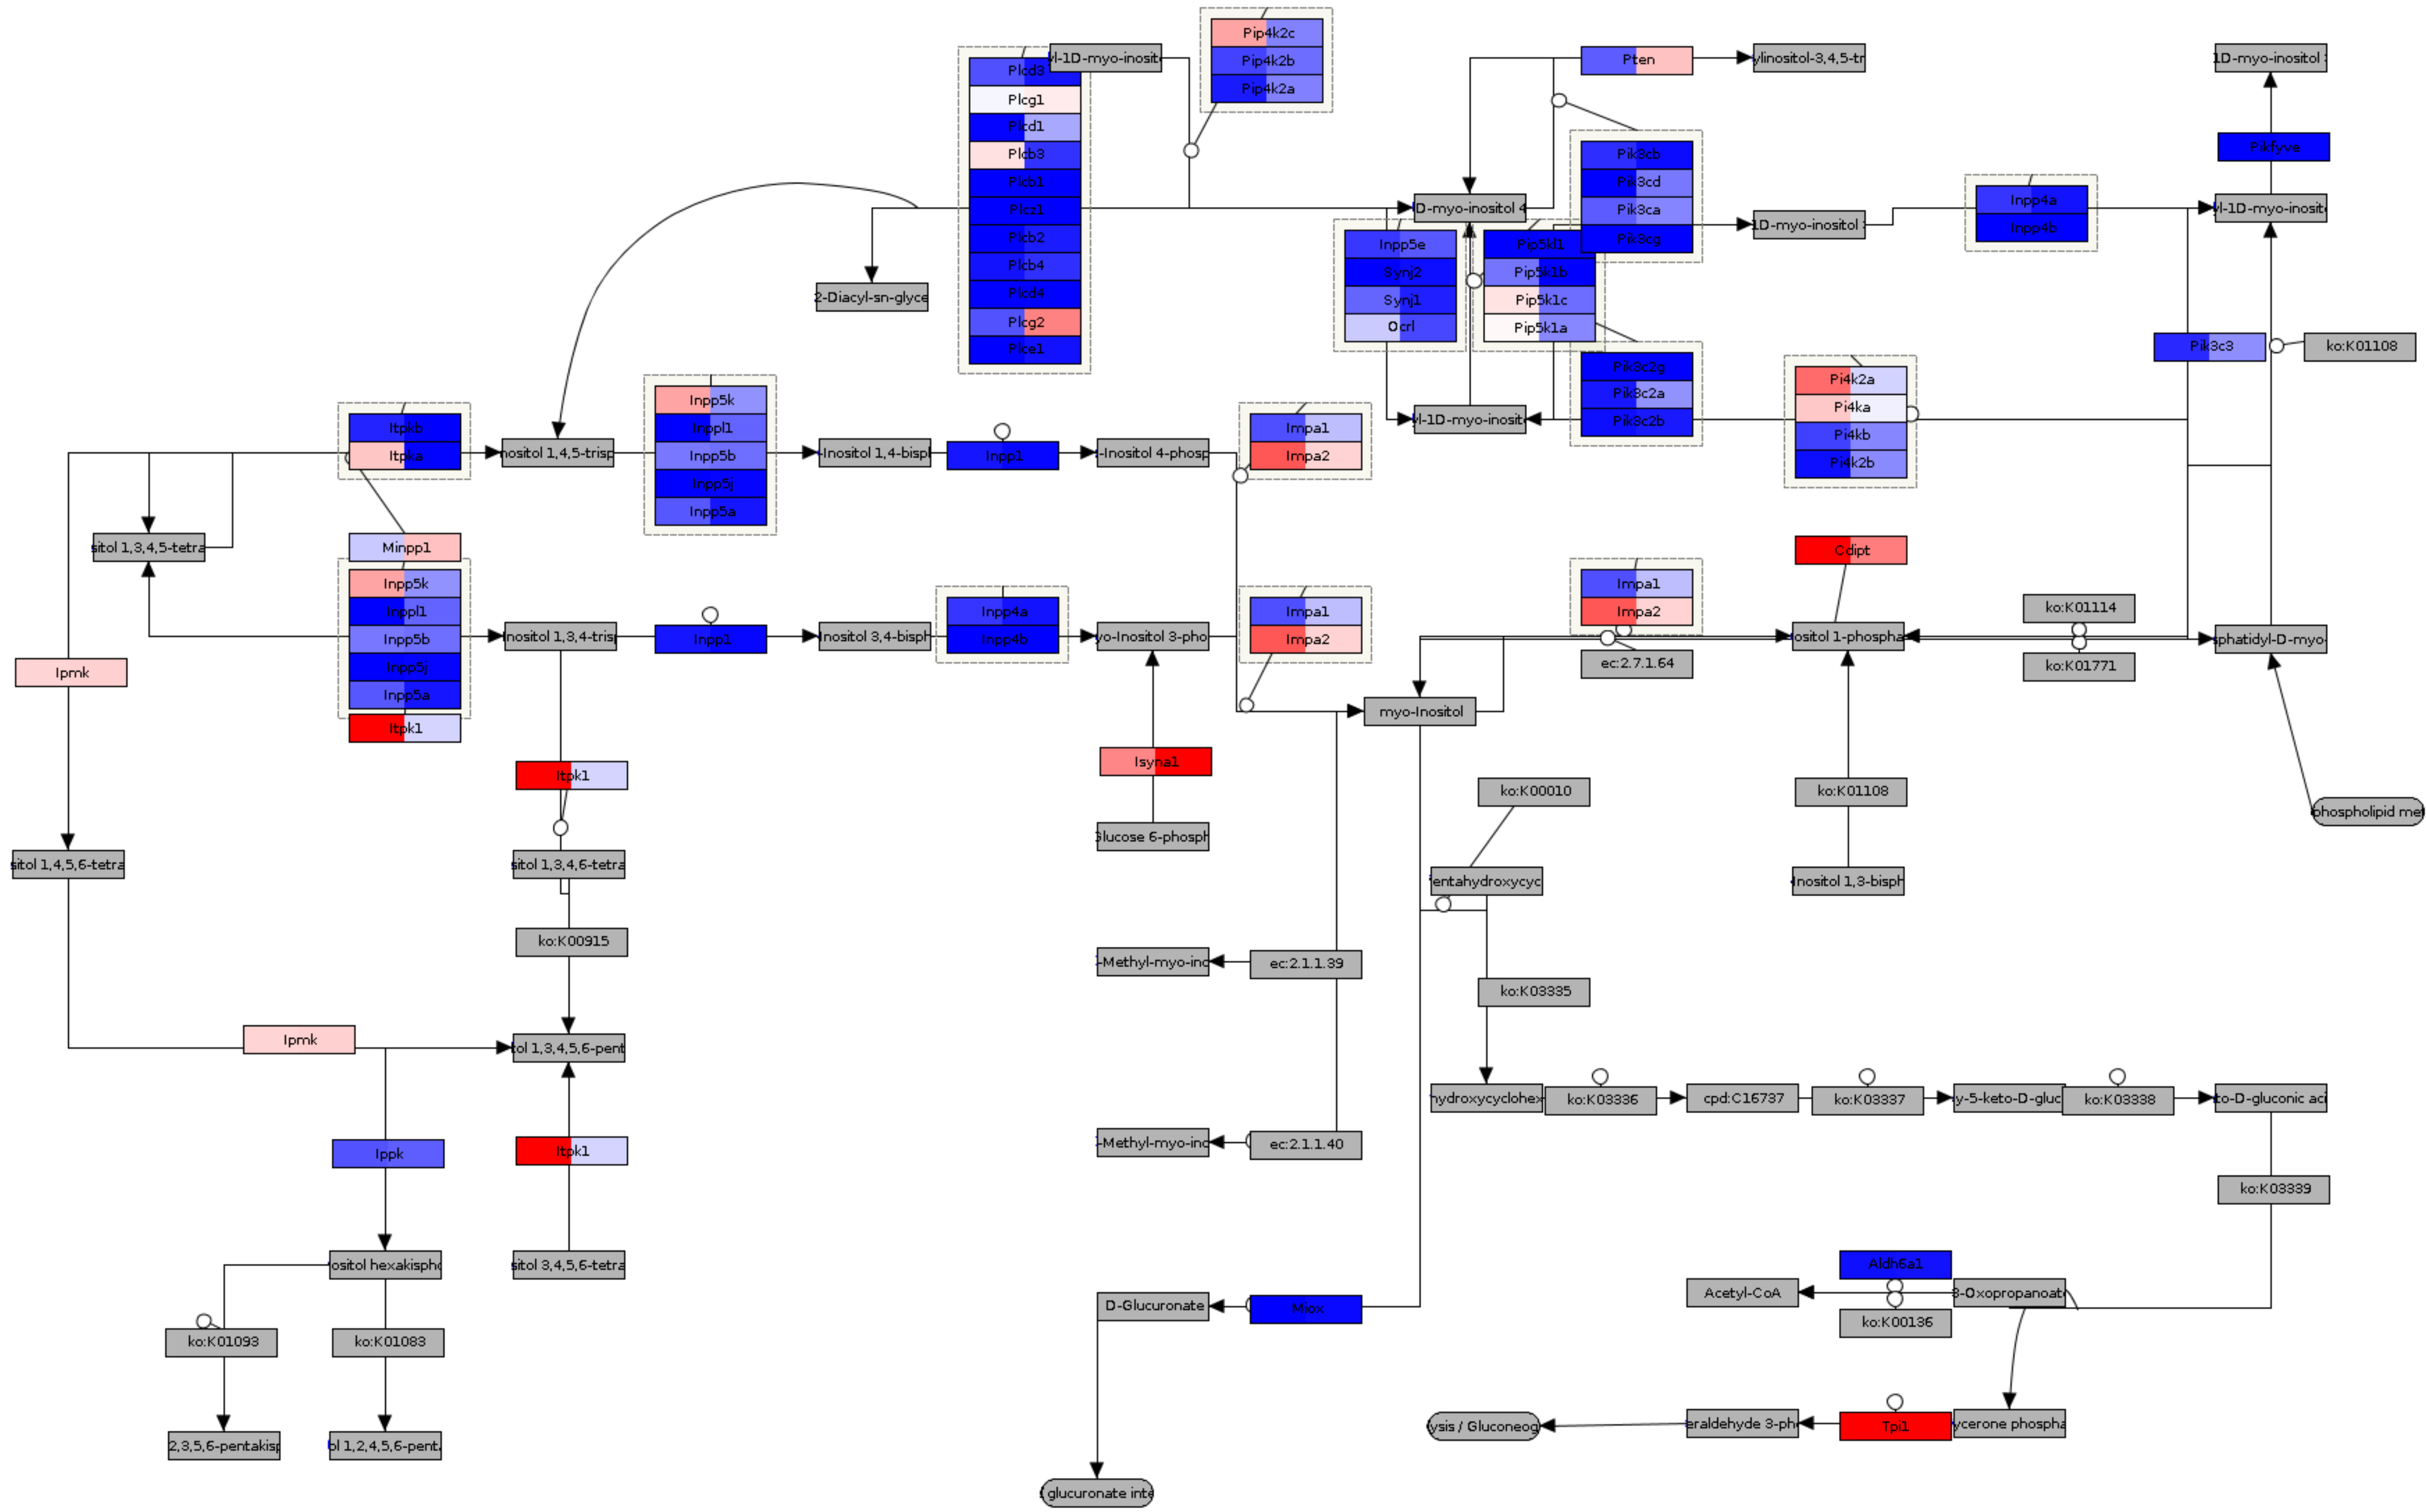 Pip4k2c
Pip4k2b
Pip4k2a
Plcd3
Plcg1
Plcd1
Plcb3
Plcb1
Plcz1
Plcb2
Plcb4
Plcd4
Plcg2
Plce1
yl-1D-myo-inosit
Pten
ylinositol-3,4,5-tr
1D-myo-inositol
Pikfyve
Pik3cb
Pik3cd
Pik3ca
Pik3cg
D-myo-inositol 4
1D-myo-inositol
Inpp4a
Inpp4b
yl-1D-myo-inosit
Inpp5e
Synj2
Synj1
Ocrl
Pip5kl1
Pip5k1b
Pip5k1c
Pip5k1a
2-Diacyl-sn-glyce
Pik3c3
ko:K01108
Pik3c2g
Pik3c2a
Pik3c2b
Pi4k2a
Pi4ka
Pi4kb
Pi4k2b
yl-1D-myo-inosit
Itpkb
Itpka
nositol 1,4,5-trisp
Inpp5k
Inppl1
Inpp5b
Inpp5j
Inpp5a
-Inositol 1,4-bispl
Inpp1
-Inositol 4-phosp
Impa1
Impa2
sitol 1,3,4,5-tetra
Minpp1
Inpp5k
Inppl1
Inpp5b
Inpp5j
Inpp5a
Itpk1
Cdipt
Inositol 1,3,4-trisp
Inpp1
Inositol 3,4-bisph
Inpp4a
Inpp4b
yo-Inositol 3-pho
Impa1
Impa2
Impa1
Impa2
ec:2.7.1.64
ositol 1-phospha
ko:K01114
ko:K01771
sphatidyl-D-myo-
Ipmk
myo-Inositol
Itpk1
Isyna1
ko:K00010
ko:K01108
phospholipid met
Glucose 6-phosph
sitol 1,4,5,6-tetra
sitol 1,3,4,6-tetra
entahydroxycyc
Inositol 1,3-bisph
ko:K00915
-Methyl-myo-ino
ec:2.1.1.39
ko:K03335
Ipmk
tol 1,3,4,5,6-pent
hydroxycyclohex
ko:K03336
cpd:C16737
ko:K03337
y-5-keto-D-gluc
ko:K03338
to-D-gluconic aci
Ippk
Itpk1
-Methyl-myo-ino
ec:2.1.1.40
ko:K03339
ositol hexakispho
sitol 3,4,5,6-tetra
Aldh6a1
Acetyl-CoA
3-Oxopropanoate
ko:K00136
D-Glucuronate
Miox
ko:K01093
ko:K01083
ysis / Gluconeog
eraldehyde 3-pho
Tpi1
ycerone phospha
2,3,5,6-pentakisp
ol 1,2,4,5,6-pent
glucuronate inte